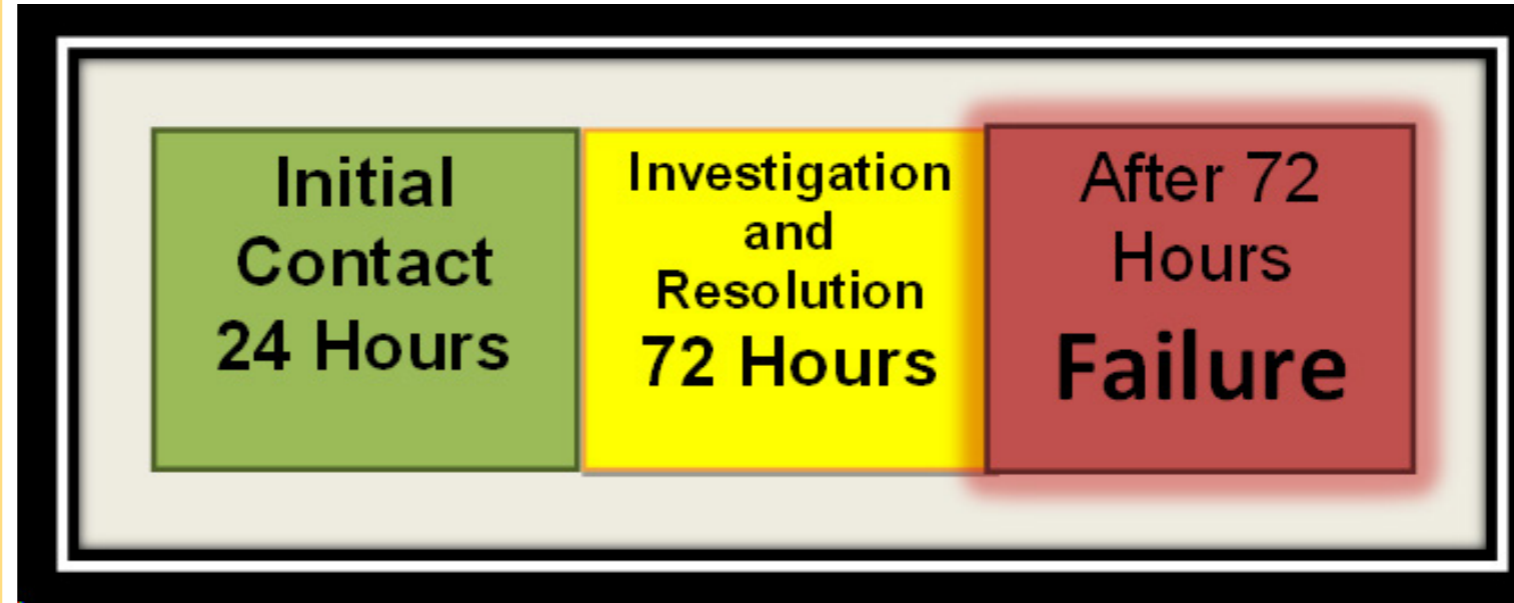 Initial
Contact
24 Hours
Investigation
and
Resolution
72 Hours
After 72
Hours
Failure